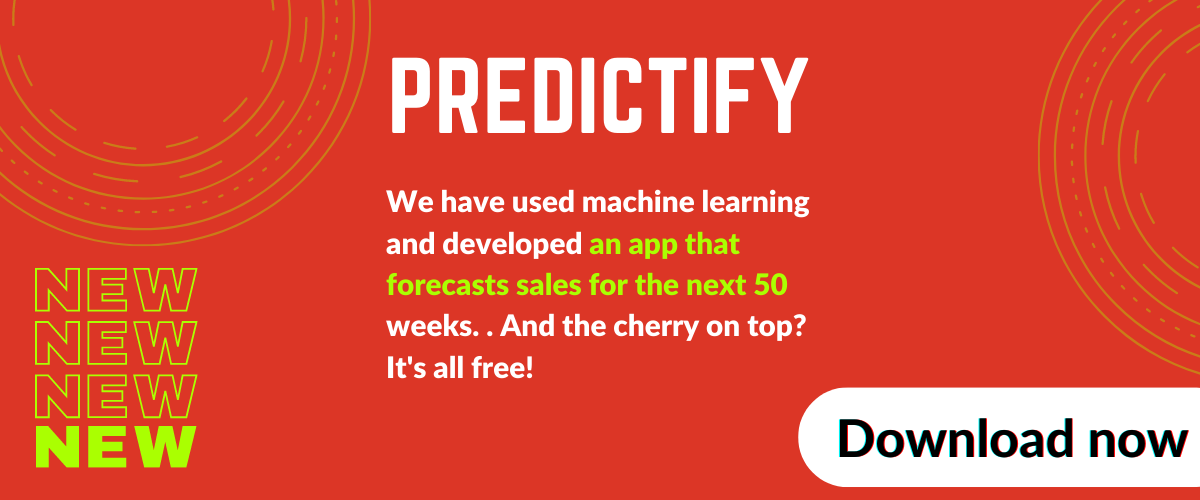 PREDICTIFY
We have used machine learning
and developed an app that
forecasts sales for the next 50
weeks. . And the cherry on top?
It's all free!
NEW
NEW
NEW
NEW
Download now